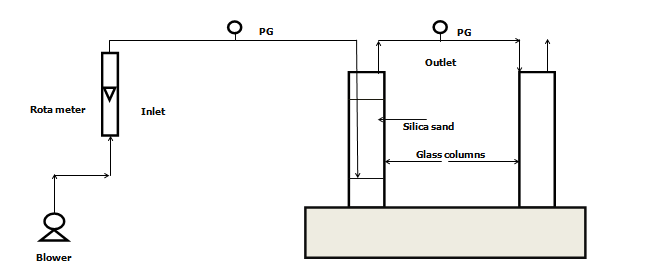 PG
PG
Outlet
Rota meter
Inlet
Silica sand
Glass columns
Blower